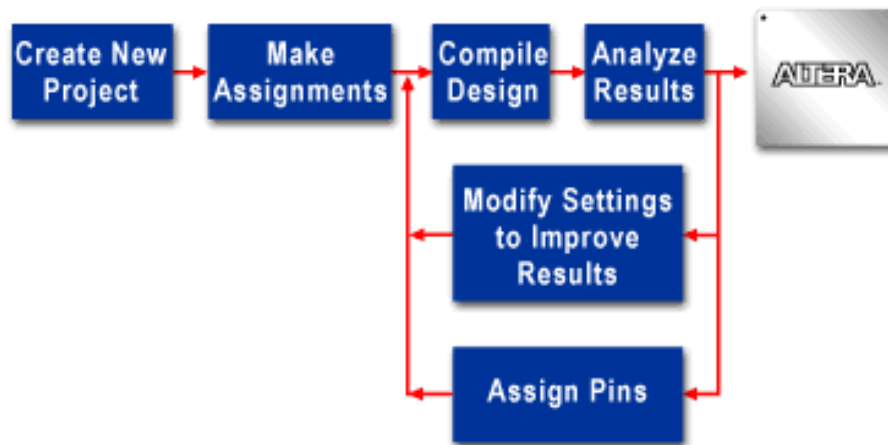 Create New
Project
Make
Assignments
Compile
Design
Analyze
Results
ALTERA
Modify Settings
to Improve
Results
Assign Pins